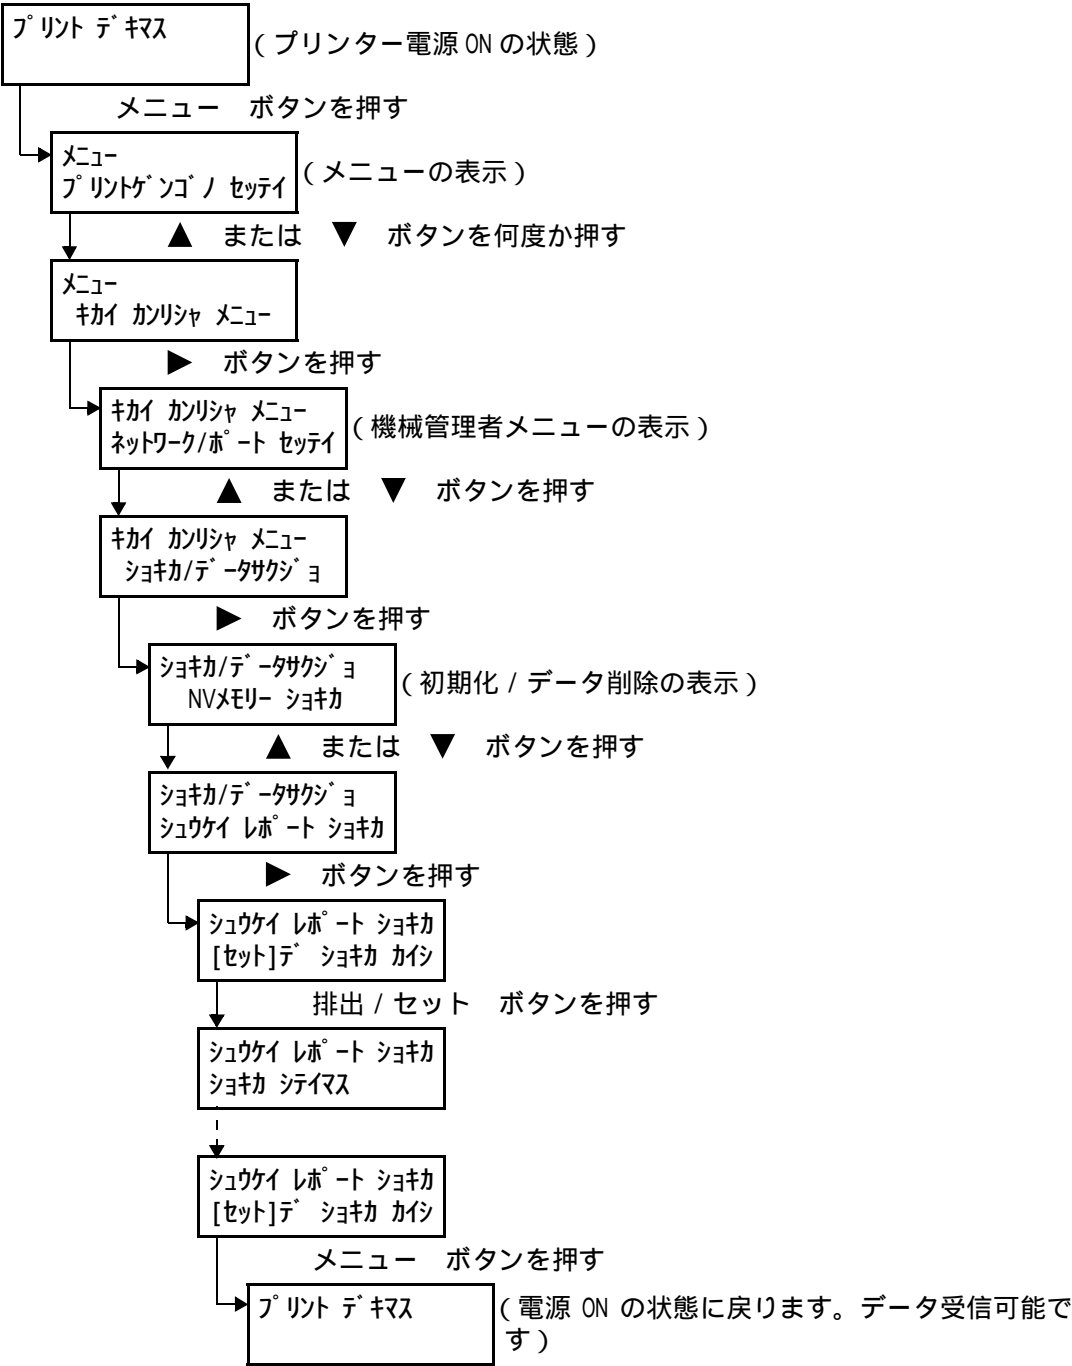 ﾌﾟﾘﾝﾄ ﾃﾞｷﾏｽ
（プリンター電源 ON の状態）
メニュー　ボタンを押す
ﾒﾆｭｰ
ﾌﾟﾘﾝﾄｹﾞﾝｺﾞﾉ ｾｯﾃｲ
（メニューの表示）
▲　または　▼　ボタンを何度か押す
ﾒﾆｭｰ
ｷｶｲ ｶﾝﾘｼｬ ﾒﾆｭｰ
▶　ボタンを押す
ｷｶｲ ｶﾝﾘｼｬ ﾒﾆｭｰ
ﾈｯﾄﾜｰｸ/ﾎﾟｰﾄ ｾｯﾃｲ
（機械管理者メニューの表示）
▲　または　▼　ボタンを押す
ｷｶｲ ｶﾝﾘｼｬ ﾒﾆｭｰ
ｼｮｷｶ/ﾃﾞｰﾀｻｸｼﾞｮ
▶　ボタンを押す
ｼｮｷｶ/ﾃﾞｰﾀｻｸｼﾞｮ
NVﾒﾓﾘｰ ｼｮｷｶ
（初期化 / データ削除の表示）
▲　または　▼　ボタンを押す
ｼｮｷｶ/ﾃﾞｰﾀｻｸｼﾞｮ
ｼｭｳｹｲ ﾚﾎﾟｰﾄ ｼｮｷｶ
▶　ボタンを押す
ｼｭｳｹｲ ﾚﾎﾟｰﾄ ｼｮｷｶ
[ｾｯﾄ]ﾃﾞ ｼｮｷｶ ｶｲｼ
排出 / セット　ボタンを押す
ｼｭｳｹｲ ﾚﾎﾟｰﾄ ｼｮｷｶ
ｼｮｷｶ ｼﾃｲﾏｽ
ｼｭｳｹｲ ﾚﾎﾟｰﾄ ｼｮｷｶ
[ｾｯﾄ]ﾃﾞ ｼｮｷｶ ｶｲｼ
メニュー　ボタンを押す
ﾌﾟﾘﾝﾄ ﾃﾞｷﾏｽ
（電源 ON の状態に戻ります。データ受信可能で
す）